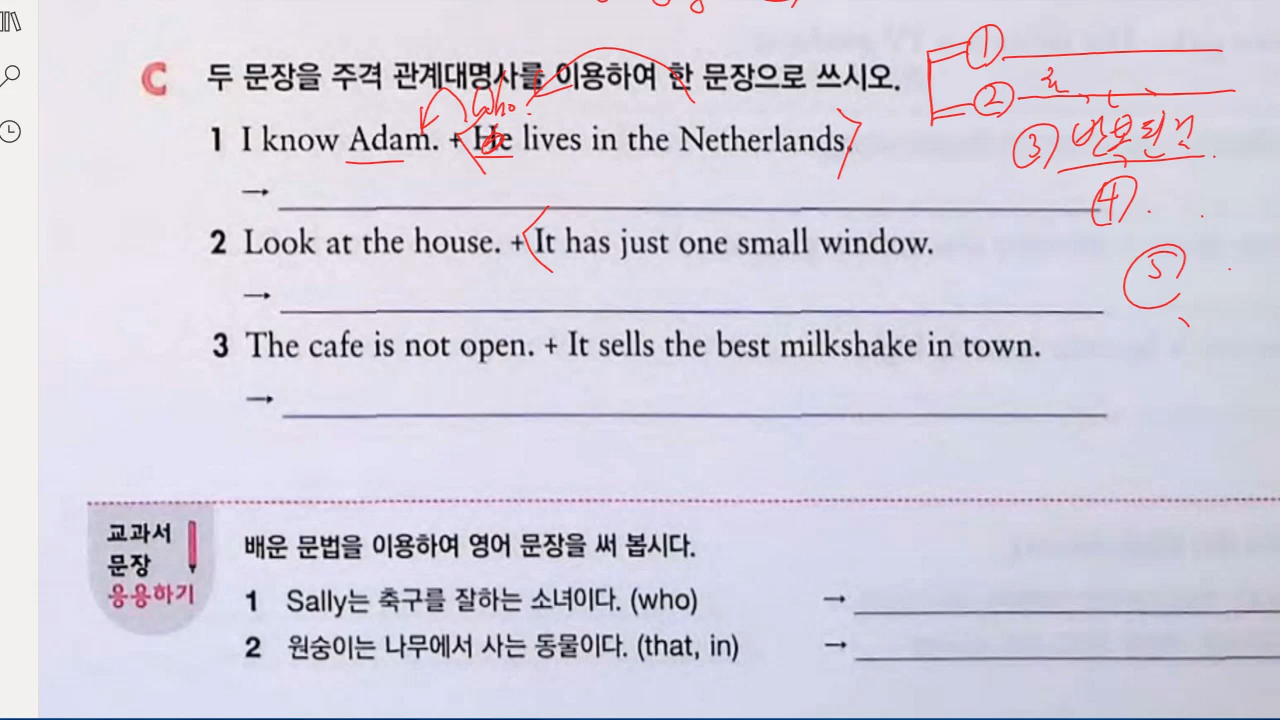 C 두 문장을 주격 관계대명사를 이용하여 한 문장으로 쓰시오.
① 
who
②
1 I know Adam. + He lives in the Netherlands.
③ 반복된것
→
④
2 Look at the house. + It has just one small window.
⑤
→
3 The cafe is not open. + It sells the best milkshake in town.
→
교과서
문장
응용하기
배운 문법을 이용하여 영어 문장을 써 봅시다.
1 Sally는 축구를 잘하는 소녀이다. (who) →
2 원숭이는 나무에서 사는 동물이다. (that, in) →